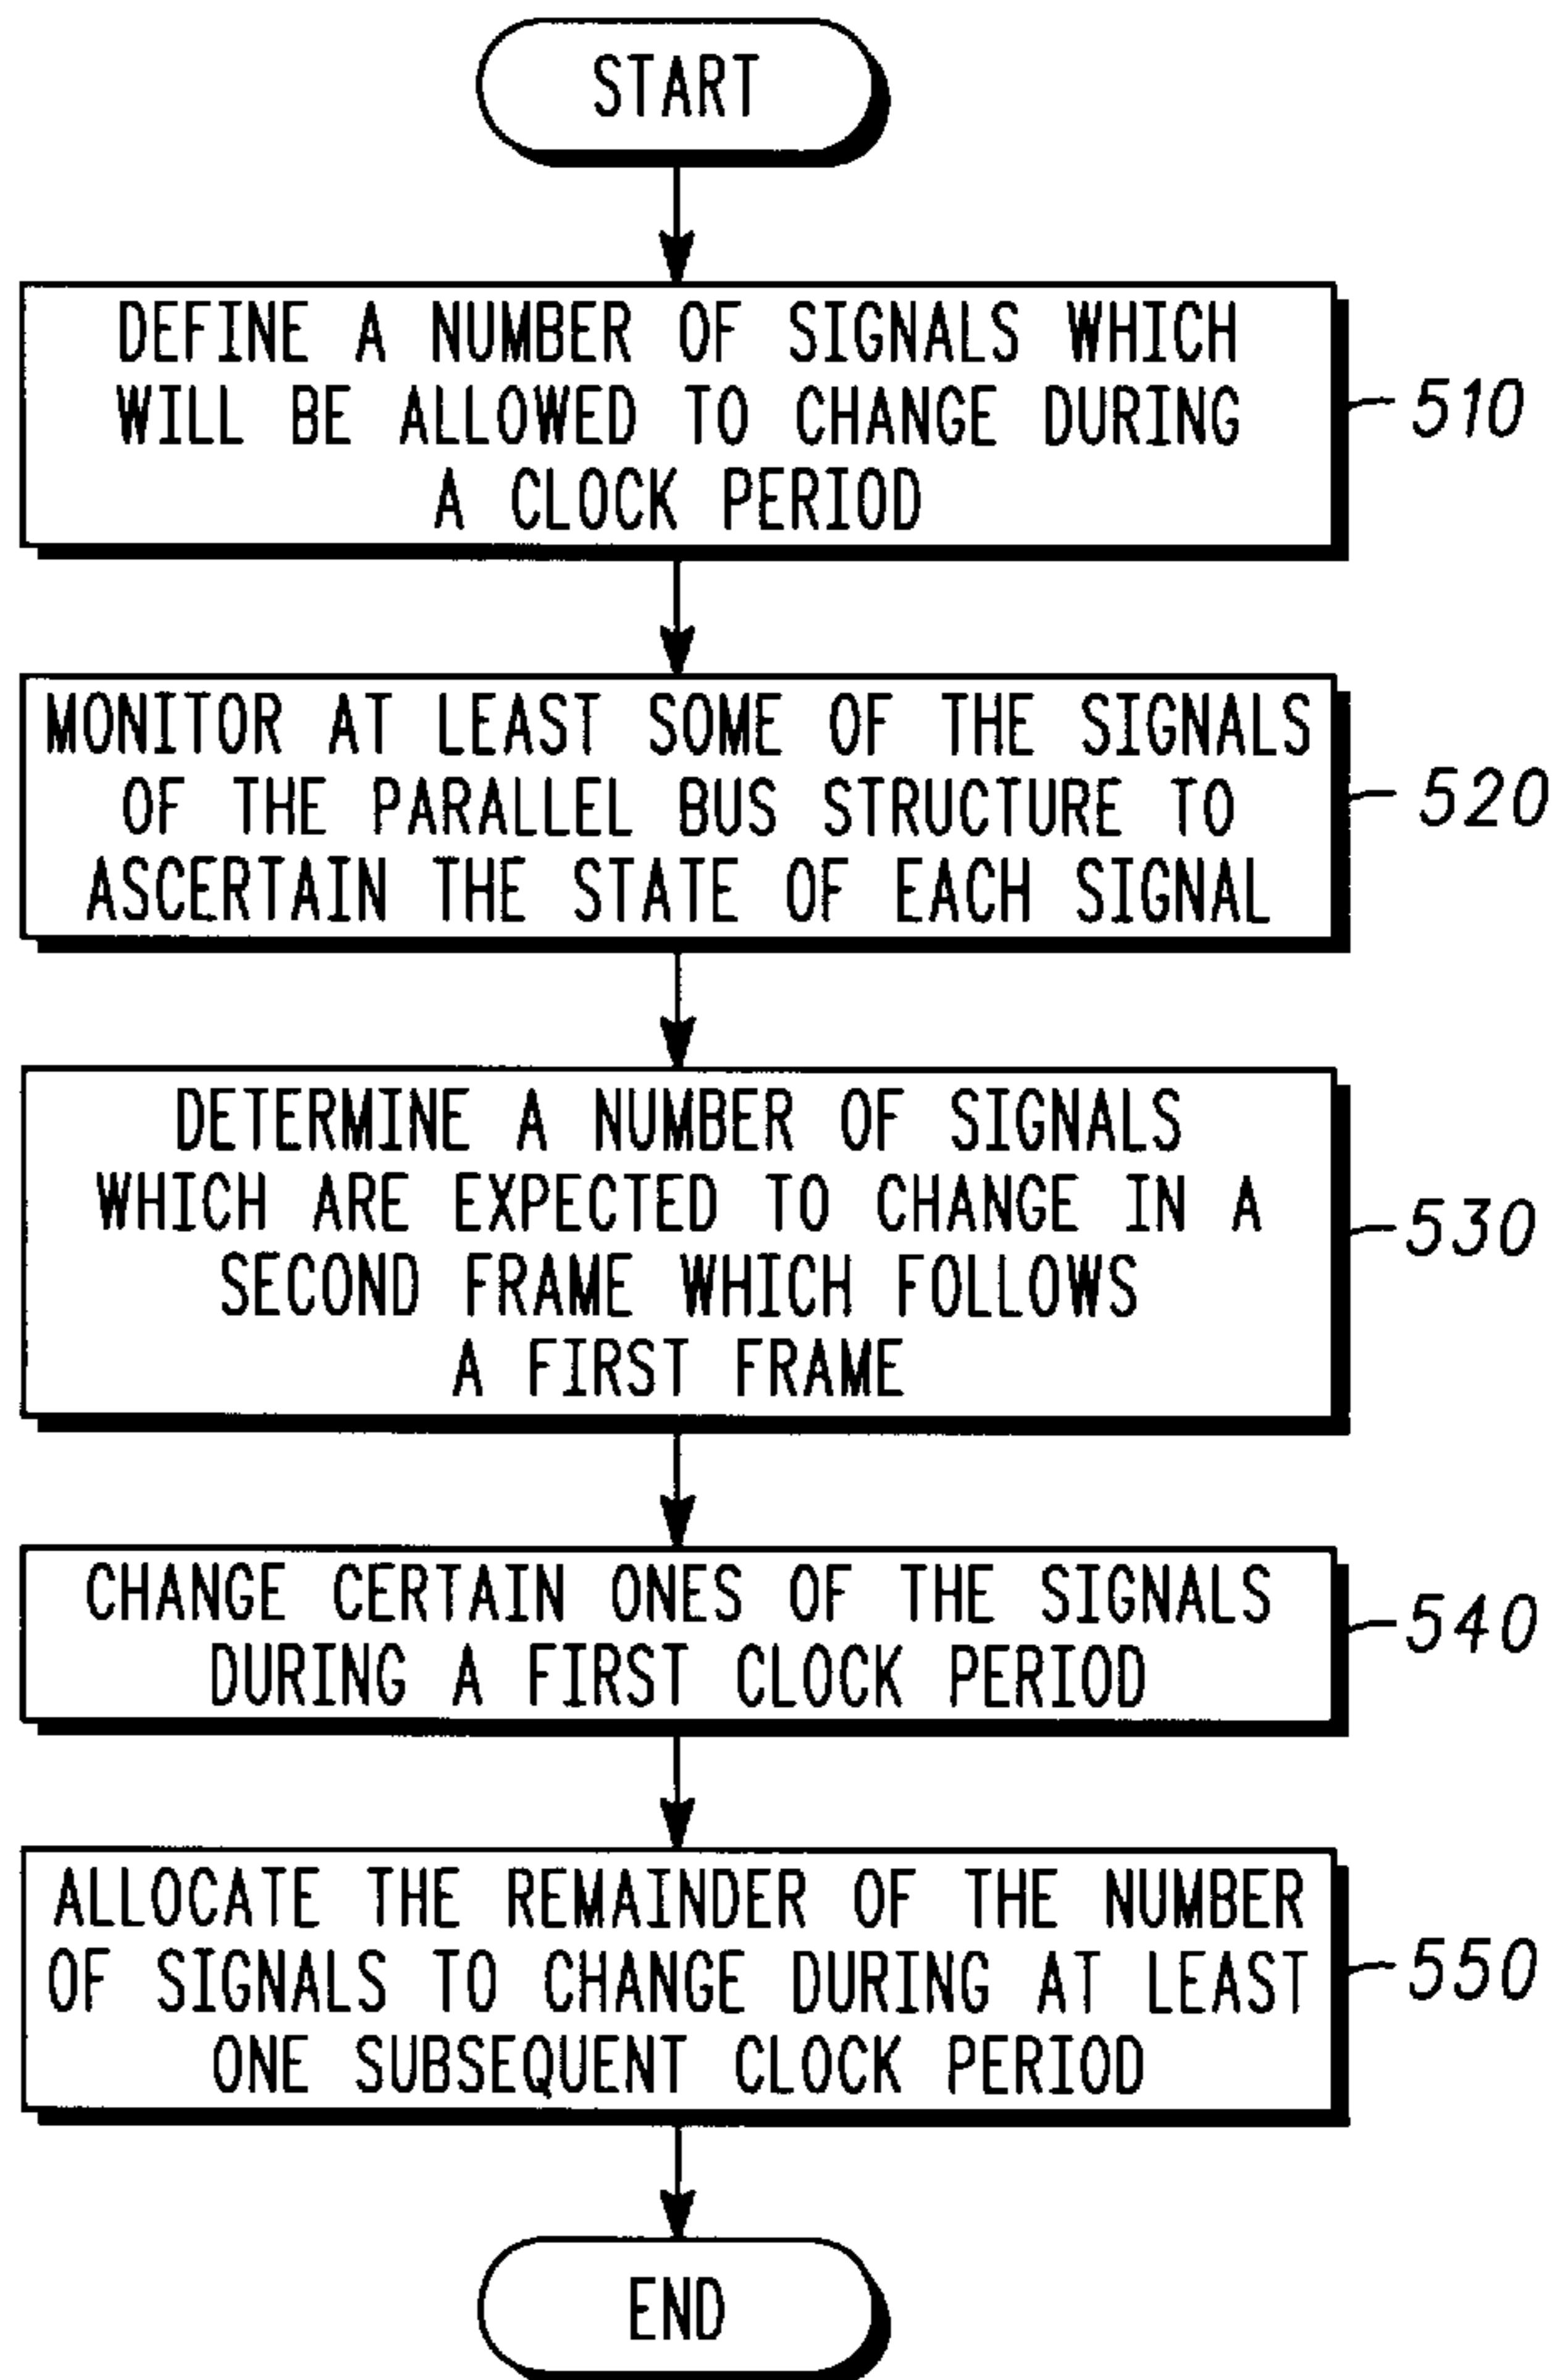 START
DEFINE A NUMBER OF SIGNALS WHICH
WILL BE ALLOWED TO CHANGE DURING
A CLOCK PERIOD
510
MONITOR AT LEAST SOME OF THE SIGNALS
OF THE PARALLEL BUS STRUCTURE TO
ASCERTAIN THE STATE OF EACH SIGNAL
520
DETERMINE A NUMBER OF SIGNALS
WHICH ARE EXPECTED TO CHANGE IN A
SECOND FRAME WHICH FOLLOWS
A FIRST FRAME
530
CHANGE CERTAIN ONES OF THE SIGNALS
DURING A FIRST CLOCK PERIOD
540
ALLOCATE THE REMAINDER OF THE NUMBER
OF SIGNALS TO CHANGE DURING AT LEAST
ONE SUBSEQUENT CLOCK PERIOD
550
END